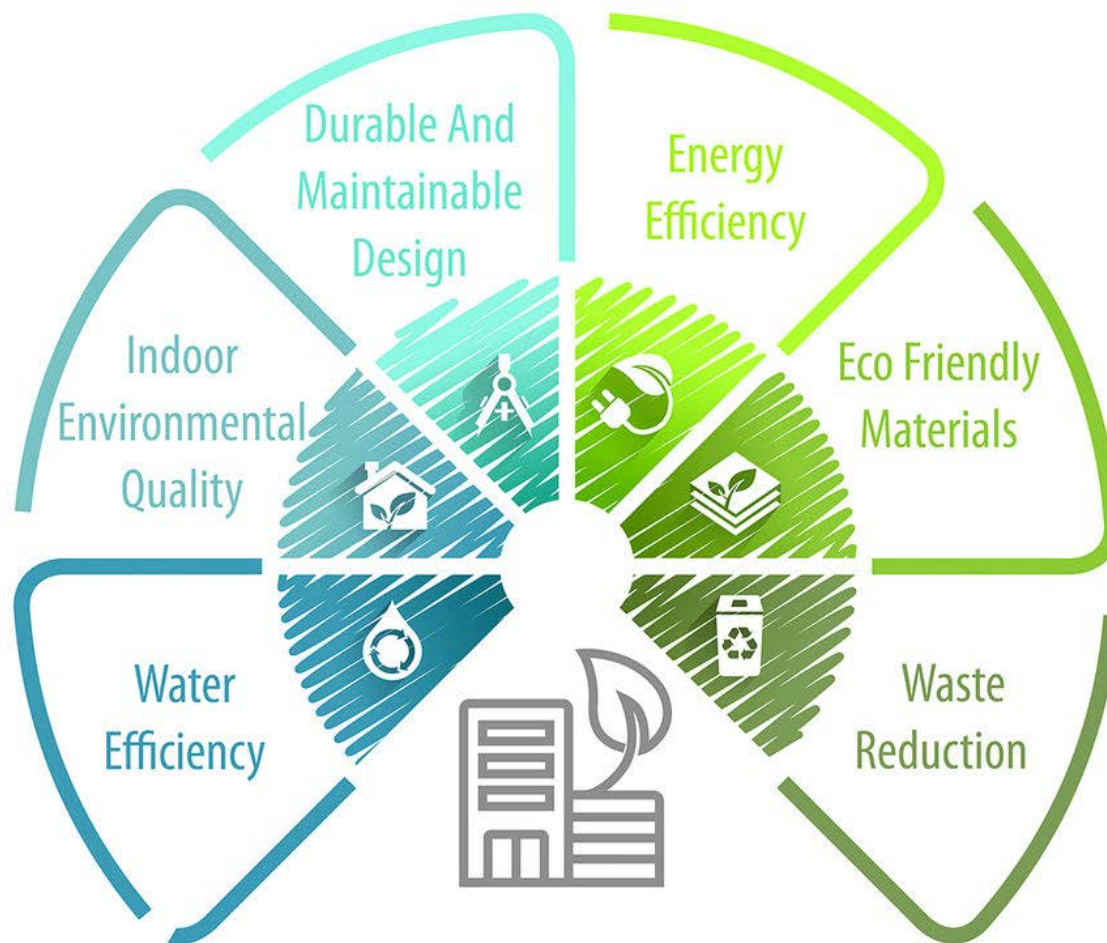 Durable And
Maintainable
Design
Energy
Efficiency
Indoor
Environmental
Quality
Eco Friendly
Materials
Water
Efficiency
Waste
Reduction